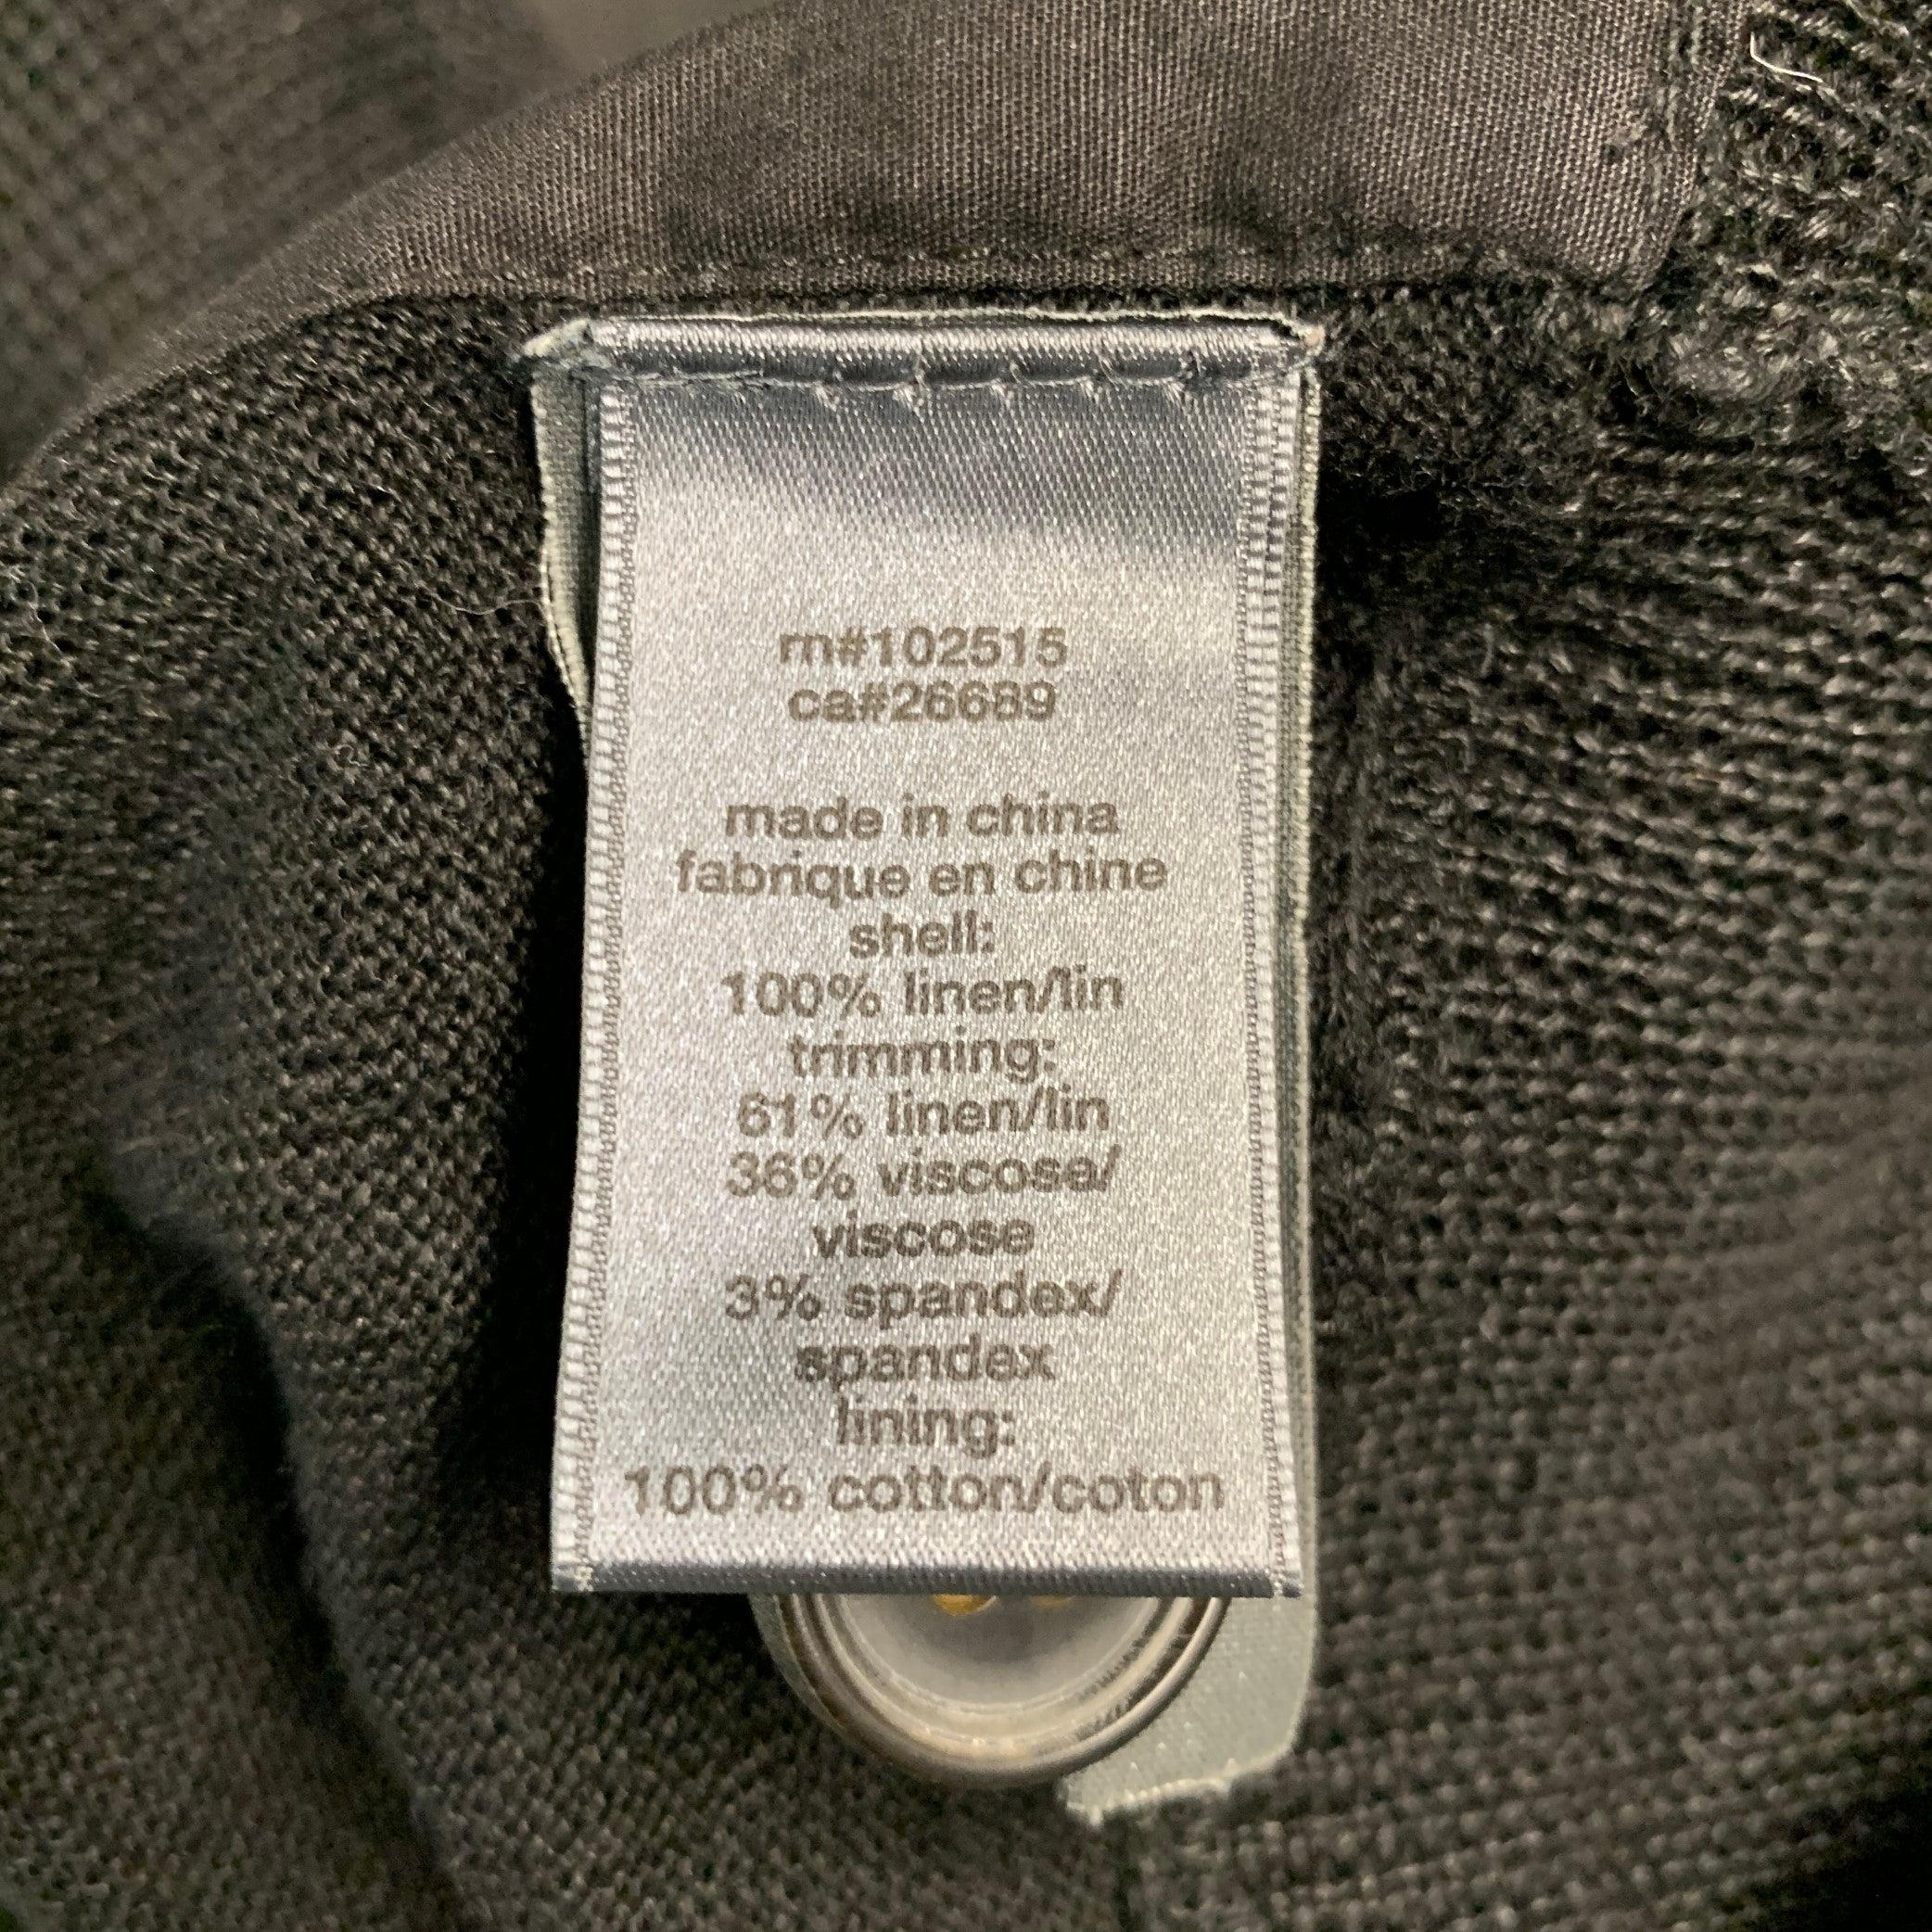 rn#102515
ca#26689
made in china
fabrique en chine
shell:
100% linen/lin
trimming:
61% linen/lin
36% viscose/
viscose
3% spandex/
spandex
lining:
100% cotton/coton